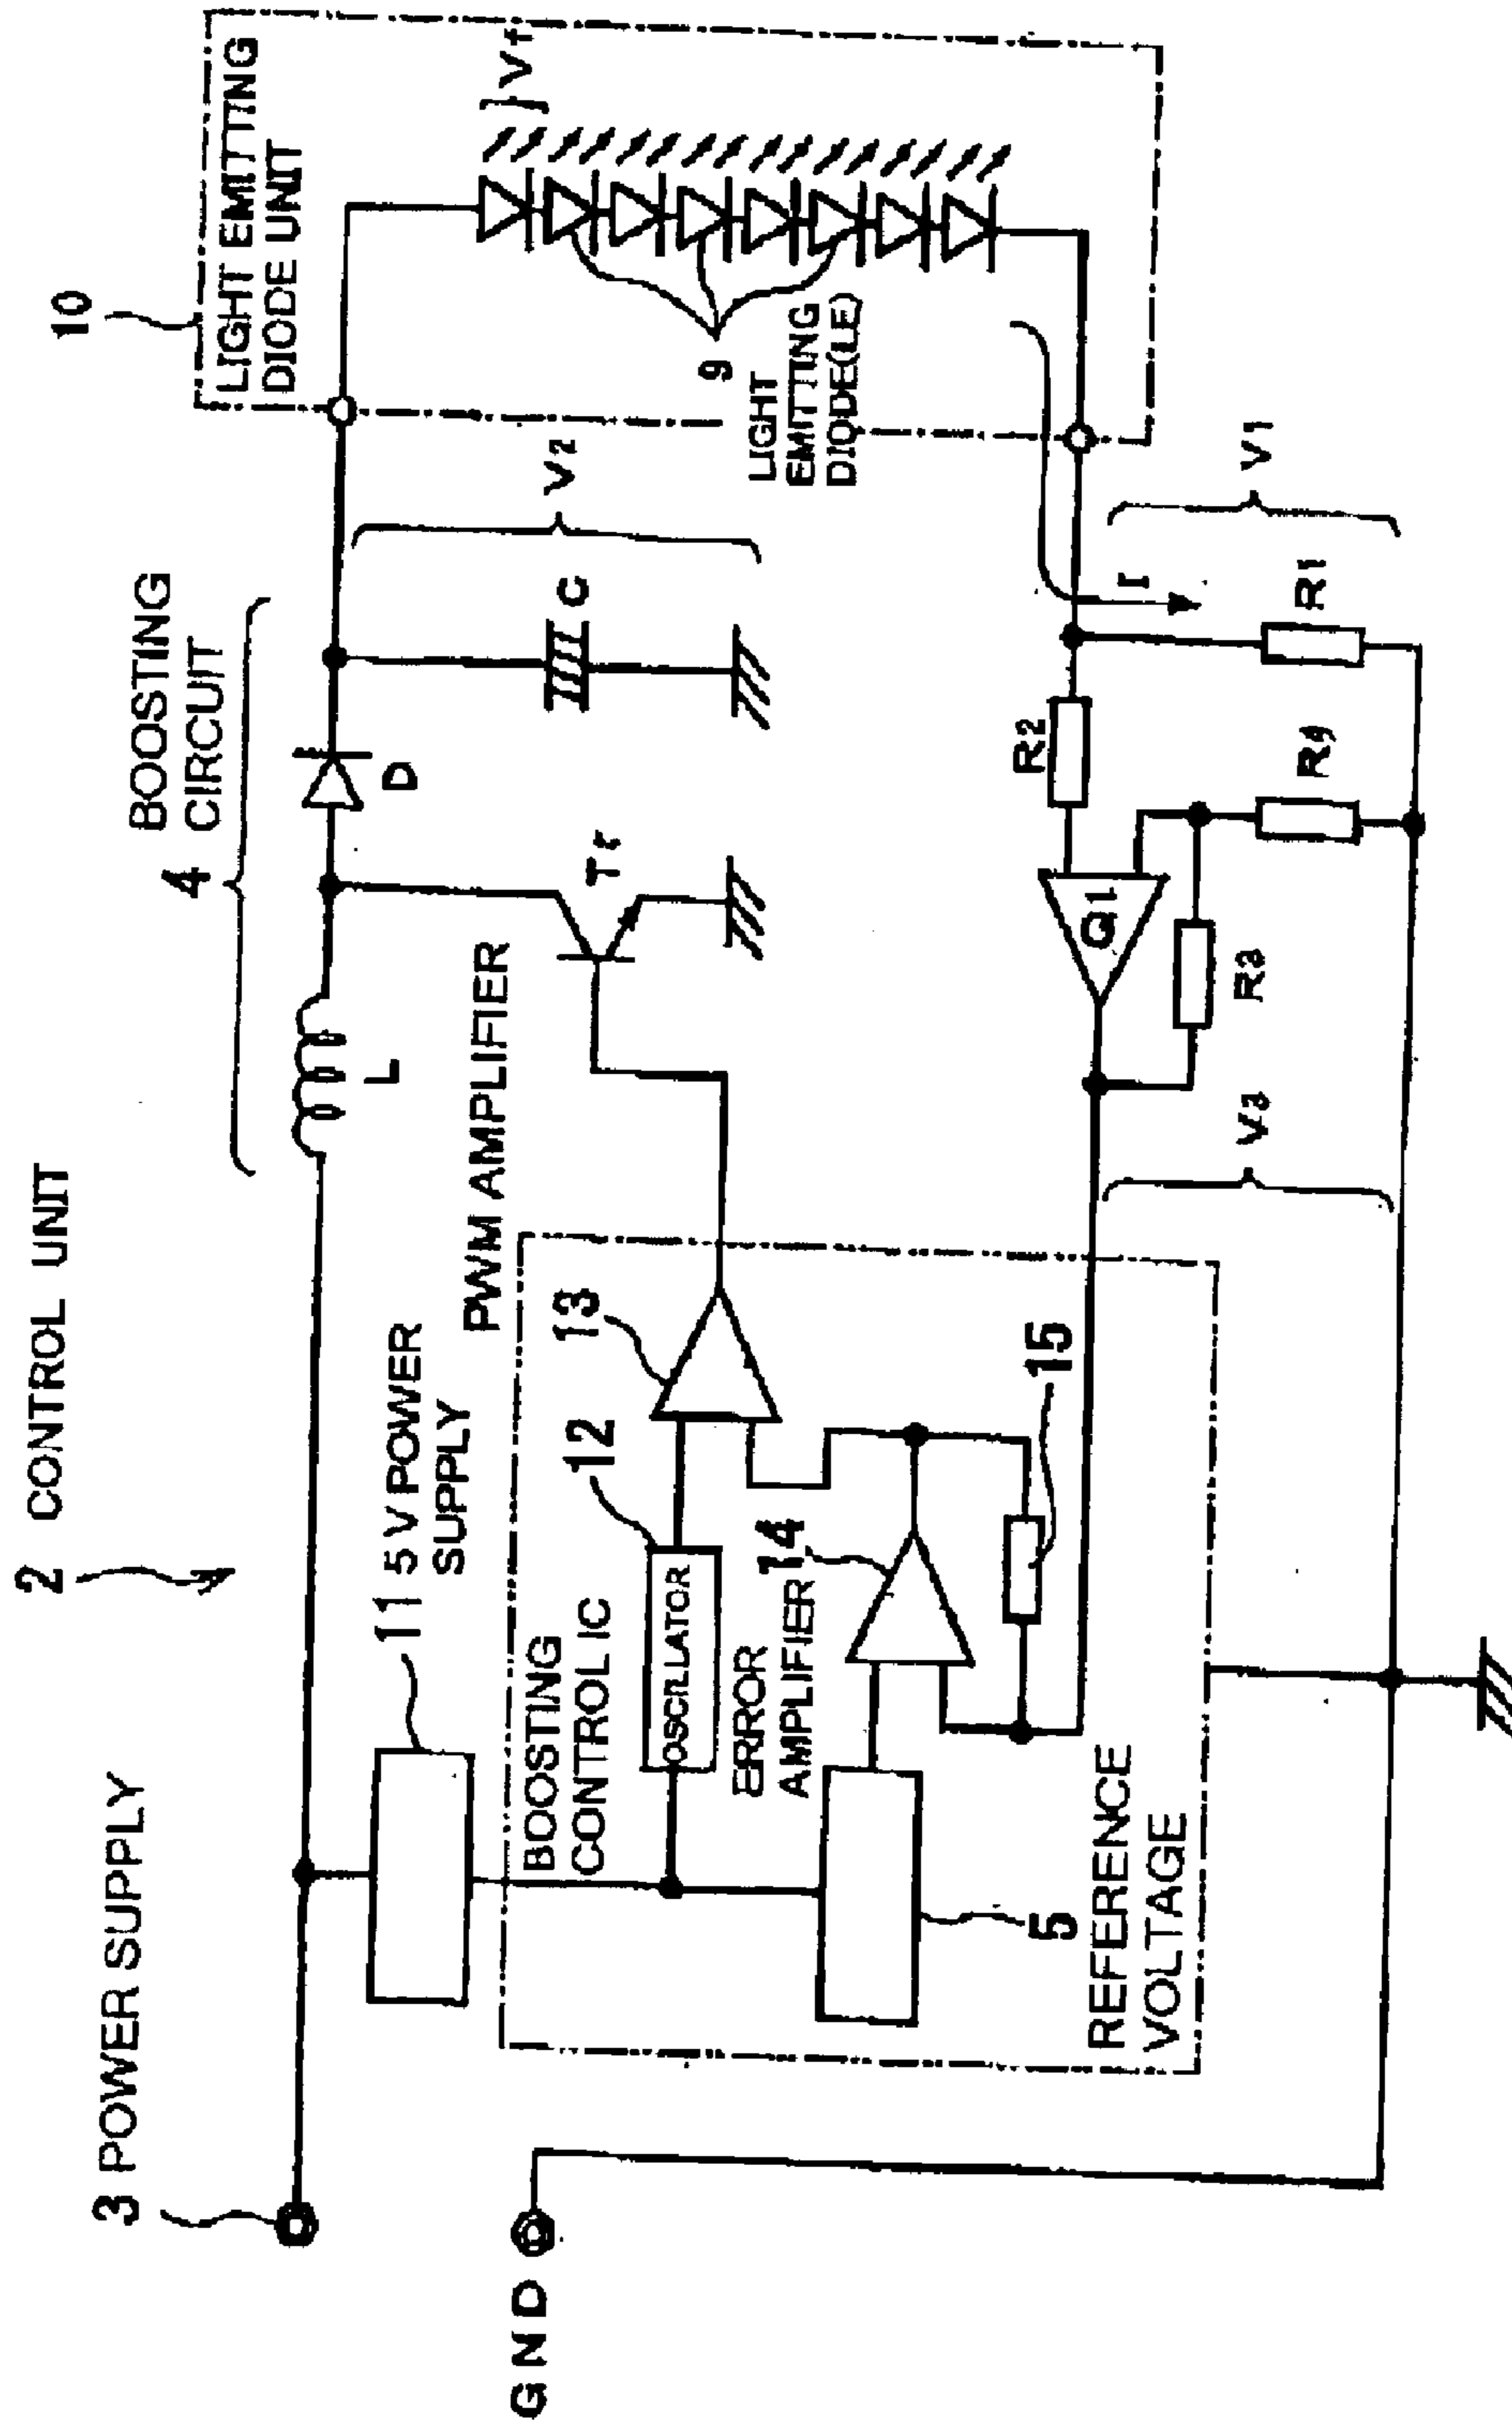 2 CONTROL UNIT
3 POWER SUPPLY
4
BOOSTING
CIRCUIT
10
LIGHT EMITTING
DIODE UNIT
L
D
11 5 V POWER
SUPPLY
PWM AMPLIFIER
Tr
C
V2
Vf
GND
BOOSTING
CONTROL IC
12
13
OSCILLATOR
9
LIGHT
EMITTING
DIODE(LE)
ERROR
AMPLIFIER
14
5
15
REFERENCE
VOLTAGE
Q1
R2
I
V3
R3
R4
R1
V1